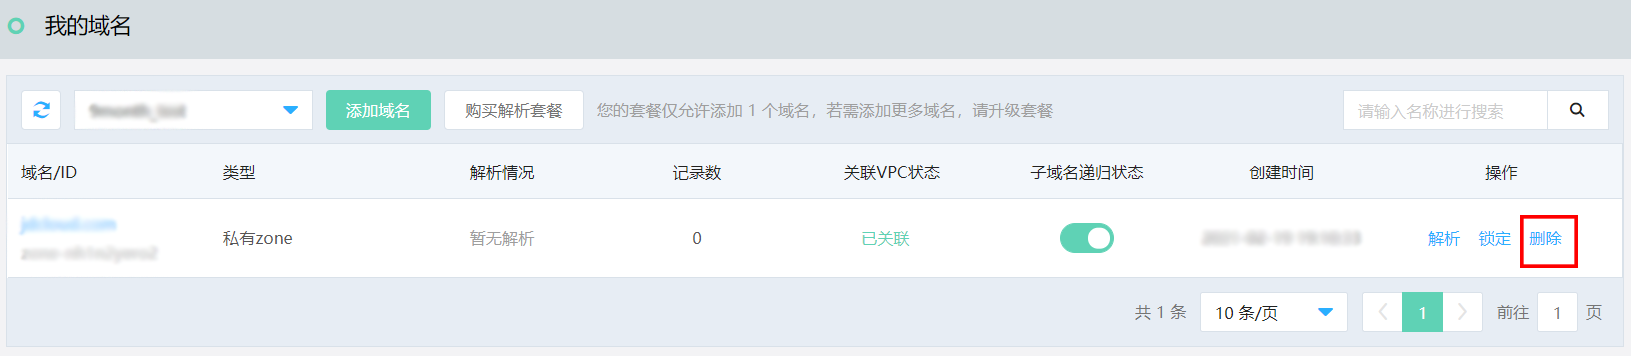 我的域名
添加域名 购买解析套餐 您的套餐仅允许添加 1 个域名，若需添加更多域名，请升级套餐 请输入名称进行搜索
域名/ID 类型 解析情况 记录数 关联VPC状态 子域名递归状态 创建时间 操作
私有zone 暂无解析 0 已关联 解析 锁定 删除
共 1 条 10 条/页 1 前往 1 页